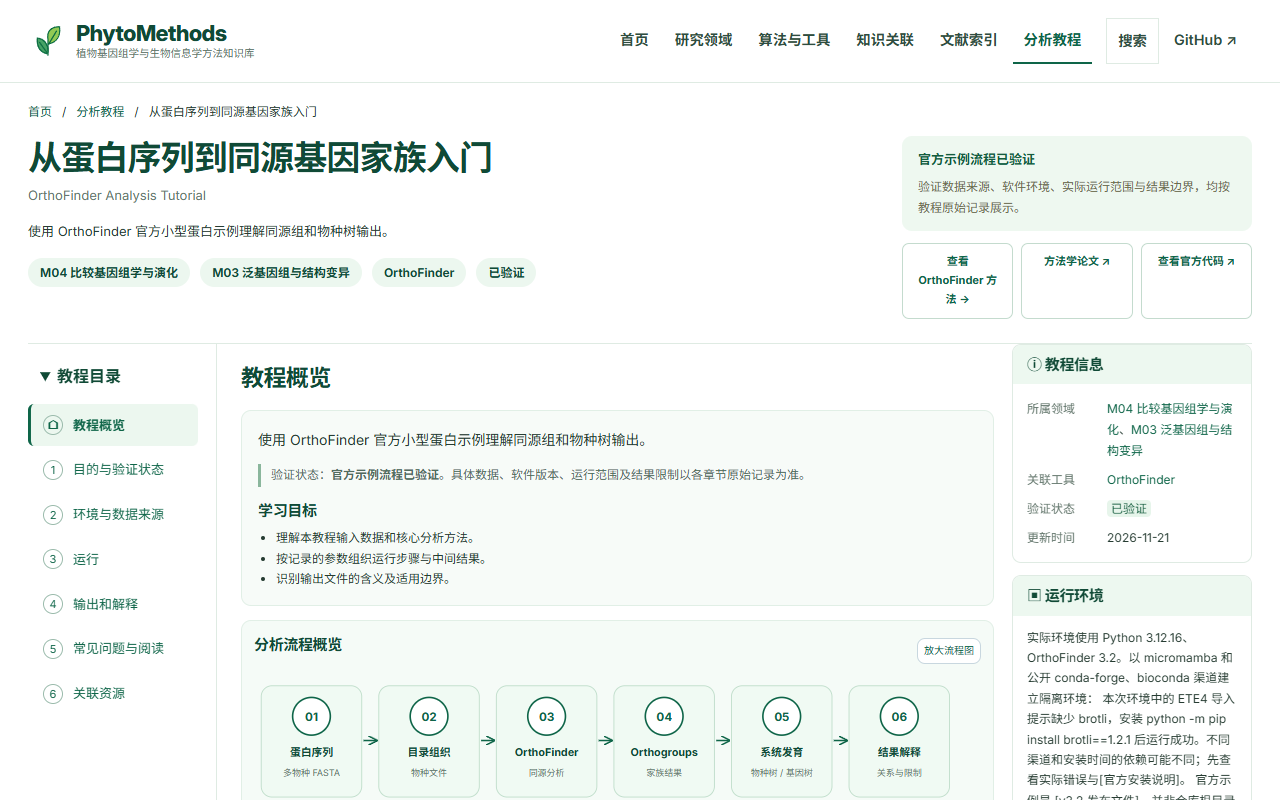 PhytoMethods
植物基因组学与生物信息学方法知识库
首页
研究领域
算法与工具
知识关联
文献索引
分析教程
搜索
GitHub ↗
首页 / 分析教程 / 从蛋白序列到同源基因家族入门
从蛋白序列到同源基因家族入门
OrthoFinder Analysis Tutorial
使用 OrthoFinder 官方小型蛋白示例理解同源组和物种树输出。
M04 比较基因组学与演化
M03 泛基因组与结构变异
OrthoFinder
已验证
官方示例流程已验证
验证数据来源、软件环境、实际运行范围与结果边界，均按
教程原始记录展示。
查看
OrthoFinder 方
法 →
方法学论文 ↗
查看官方代码 ↗
▼ 教程目录
教程概览
1 目的与验证状态
2 环境与数据来源
3 运行
4 输出和解释
5 常见问题与阅读
6 关联资源
教程概览
使用 OrthoFinder 官方小型蛋白示例理解同源组和物种树输出。
验证状态：官方示例流程已验证。具体数据、软件版本、运行范围及结果限制以各章节原始记录为准。
学习目标
• 理解本教程输入数据和核心分析方法。
• 按记录的参数组织运行步骤与中间结果。
• 识别输出文件的含义及适用边界。
分析流程概览
放大流程图
01
蛋白序列
多物种 FASTA
→
02
目录组织
物种文件
→
03
OrthoFinder
同源分析
→
04
Orthogroups
家族结果
→
05
系统发育
物种树 / 基因树
→
06
结果解释
关系与限制
ⓘ 教程信息
所属领域
M04 比较基因组学与演
化、M03 泛基因组与结
构变异
关联工具
OrthoFinder
验证状态
已验证
更新时间
2026-11-21
▣ 运行环境
实际环境使用 Python 3.12.16、
OrthoFinder 3.2。以 micromamba 和
公开 conda-forge、bioconda 渠道建
立隔离环境： 本次环境中的 ETE4 导入
提示缺少 brotli，安装 python -m pip
install brotli==1.2.1 后运行成功。不同
渠道和安装时间的依赖可能不同；先查
看实际错误与[官方安装说明]。 官方示